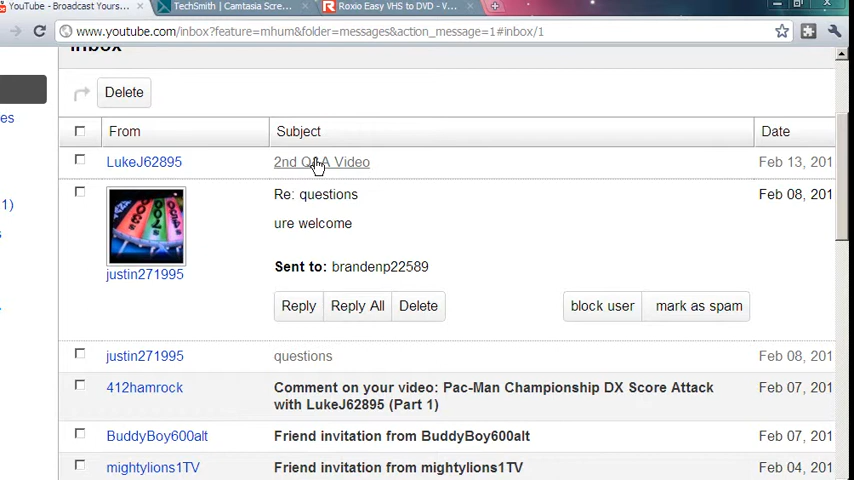 YouTube - Broadcast Yours... TechSmith | Camtasia Scre... Roxio Easy VHS to DVD - V...
www.youtube.com/inbox?feature=mhum&folder=messages&action_message=1#inbox/1
Inbox
Delete
From Subject Date
LukeJ62895 2nd Q&A Video Feb 13, 201
Re: questions Feb 08, 201
ure welcome
Sent to: brandenp22589
justin271995
Reply Reply All Delete block user mark as spam
justin271995 questions Feb 08, 201
412hamrock Comment on your video: Pac-Man Championship DX Score Attack Feb 07, 201
with LukeJ62895 (Part 1)
BuddyBoy600alt Friend invitation from BuddyBoy600alt Feb 07, 201
mightylions1TV Friend invitation from mightylions1TV Feb 04, 201
es
1)